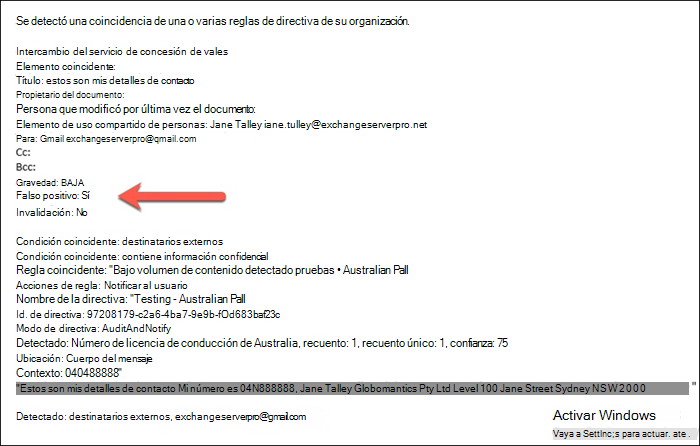 Se detectó una coincidencia de una o varias reglas de directiva de su organización.
Intercambio del servicio de concesión de vales
Elemento coincidente:
Título: estos son mis detalles de contacto
Propietario del documento:
Persona que modificó por última vez el documento:
Elemento de uso compartido de personas: Jane Talley iane.tulley@exchangeserverpro.net
Para: Gmail exchangeserverpro@qmail.com
Cc:
Bcc:
Gravedad: BAJA
Falso positivo: Sí
Invalidación: No
Condición coincidente: destinatarios externos
Condición coincidente: contiene información confidencial
Regla coincidente: "Bajo volumen de contenido detectado pruebas • Australian Pall
Acciones de regla: Notificar al usuario
Nombre de la directiva: "Testing - Australian Pall
Id. de directiva: 97208179-c2a6-4ba7-9e9b-fOd683baf23c
Modo de directiva: AuditAndNotify
Detectado: Número de licencia de conducción de Australia, recuento: 1, recuento único: 1, confianza: 75
Ubicación: Cuerpo del mensaje
Contexto: 040488888"
"Estos son mis detalles de contacto Mi número es 04N888888, Jane Talley Globomantics Pty Ltd Level 100 Jane Street Sydney NSW 2000 "
Detectado: destinatarios externos, exchangeserverpro@gmail.com
Activar Windows
Vaya a SettInc;s para actuar. ate .